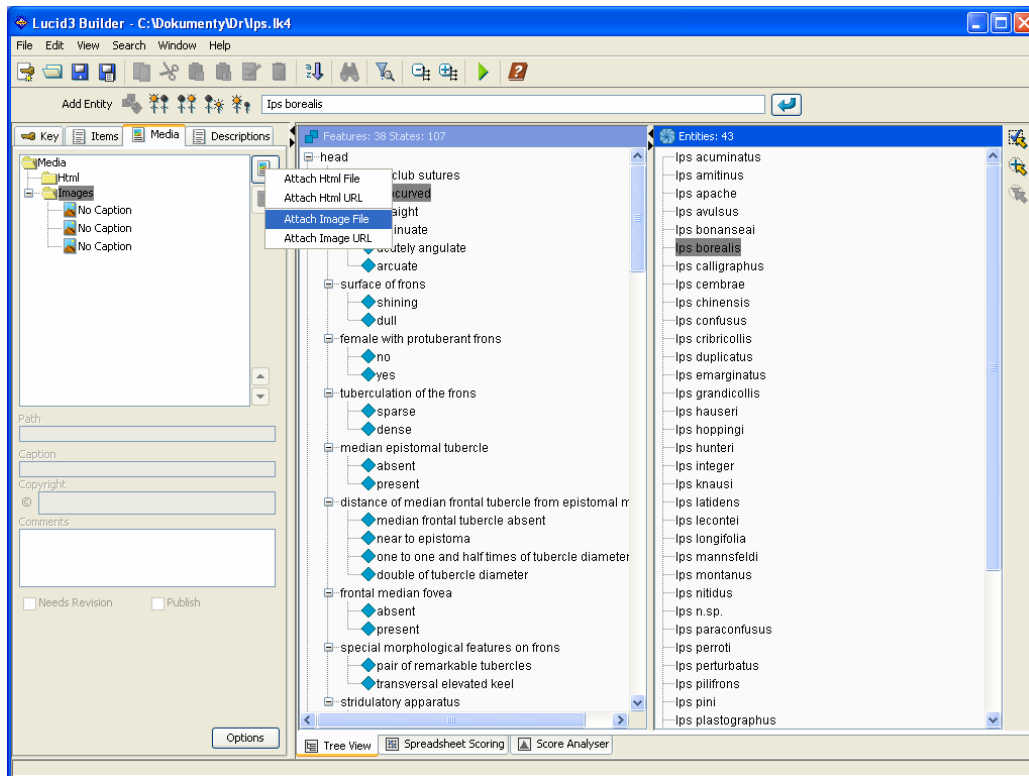 Lucid3 Builder - C:\Dokumenty\Dr\Ips.lk4
File Edit View Search Window Help
Add Entity Ips borealis
Key Items Media Descriptions
Media
Html
Images
No Caption
No Caption
No Caption
Attach Html File
Attach Html URL
Attach Image File
Attach Image URL
Path
Caption
Copyright
©
Comments
Needs Revision Publish
Options
Features: 38 States: 107
head
club sutures
curved
aight
inuate
acutely angulate
arcuate
surface of frons
shining
dull
female with protuberant frons
no
yes
tuberculation of the frons
sparse
dense
median epistomal tubercle
absent
present
distance of median frontal tubercle from epistomal m
median frontal tubercle absent
near to epistoma
one to one and half times of tubercle diameter
double of tubercle diameter
frontal median fovea
absent
present
special morphological features on frons
pair of remarkable tubercles
transversal elevated keel
stridulatory apparatus
Tree View Spreadsheet Scoring Score Analyser
Entities: 43
Ips acuminatus
Ips amitinus
Ips apache
Ips avulsus
Ips bonanseai
Ips borealis
Ips calligraphus
Ips cembrae
Ips chinensis
Ips confusus
Ips cribricollis
Ips duplicatus
Ips emarginatus
Ips grandicollis
Ips hauseri
Ips hoppingi
Ips hunteri
Ips integer
Ips knausi
Ips latidens
Ips lecontei
Ips longifolia
Ips mannsfeldi
Ips montanus
Ips nitidus
Ips n.sp.
Ips paraconfusus
Ips perroti
Ips perturbatus
Ips pilifrons
Ips pini
Ips plastographus